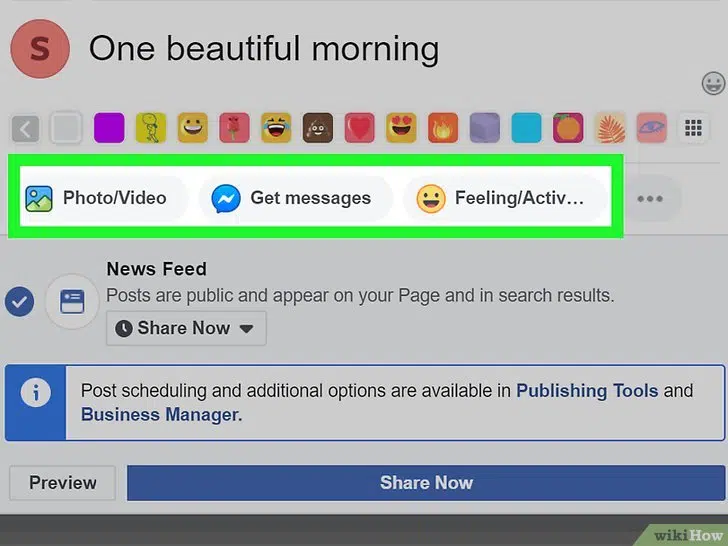 S
One beautiful morning
Photo/Video
Get messages
Feeling/Activ...
News Feed
Posts are public and appear on your Page and in search results.
Share Now
Post scheduling and additional options are available in Publishing Tools and
Business Manager.
Preview
Share Now
wikiHow